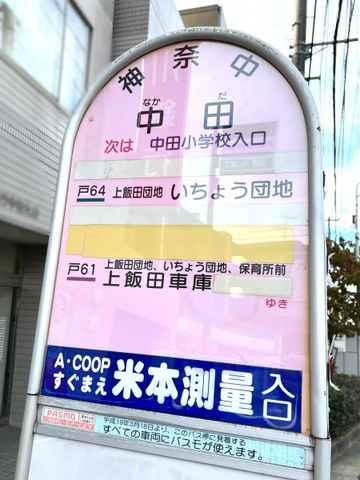 神奈中
なか だ
中田
次は 中田小学校入口
戸64 上飯田団地 いちょう団地
戸61 上飯田団地、いちょう団地、保育所前
上飯田車庫
ゆき
A・COOP
すぐまえ 米本測量 入口
PASMO
平成19年3月18日より、このバス停に発着する
すべての車両にパスモが使えます。